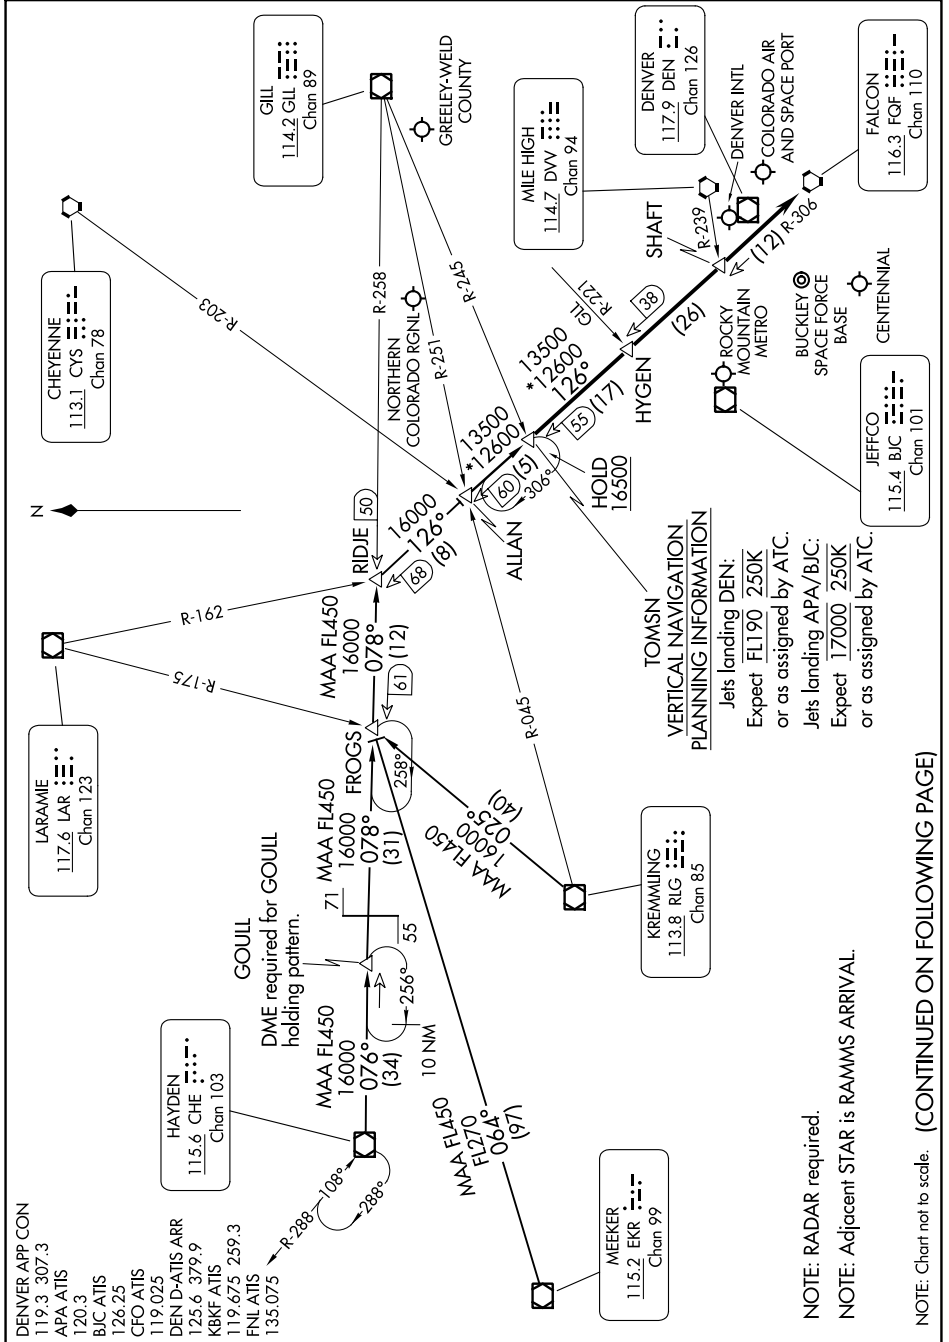 DENVER APP CON
119.3 307.3
APA ATIS
120.3
BJC ATIS
126.25
CFO ATIS
119.025
DEN D-ATIS ARR
125.6 379.9
KBKF ATIS
119.675 259.3
FNL ATIS
135.075
HAYDEN
115.6 CHE
Chan 103
R-288
108°
288°
MAA FL450
16000
076°
(34)
10 NM
256°
GOULL
DME required for GOULL
holding pattern.
71
55
MAA FL450
16000
078°
(31)
LARAMIE
117.6 LAR
Chan 123
R-175
R-162
FROGS
258°
61
MAA FL450
16000
078°
(12)
MEEKER
115.2 EKR
Chan 99
MAA FL450
FL270
064°
(97)
KREMMLING
113.8 RLG
Chan 85
MAA FL450
16000
025°
(40)
R-045
N
CHEYENNE
113.1 CYS
Chan 78
R-203
RIDJE
50
68
16000
126°
(8)
ALLAN
60
306°
13500
*12600
(5)
HOLD
16500
TOMSN
VERTICAL NAVIGATION
PLANNING INFORMATION
Jets landing DEN:
Expect FL190 250K
or as assigned by ATC.
Jets landing APA/BJC:
Expect 17000 250K
or as assigned by ATC.
GILL
114.2 GLL
Chan 89
GREELEY-WELD
COUNTY
R-258
R-251
R-245
NORTHERN
COLORADO RGNL
13500
*12600
126°
(17)
55
GLL
R-221
HYGEN
38
(26)
MILE HIGH
114.7 DVV
Chan 94
SHAFT
R-239
(12)
R-306
DENVER
117.9 DEN
Chan 126
DENVER INTL
COLORADO AIR
AND SPACE PORT
FALCON
116.3 FQF
Chan 110
ROCKY
MOUNTAIN
METRO
BUCKLEY
SPACE FORCE
BASE
CENTENNIAL
JEFFCO
115.4 BJC
Chan 101
NOTE: RADAR required.
NOTE: Adjacent STAR is RAMMS ARRIVAL.
NOTE: Chart not to scale.
(CONTINUED ON FOLLOWING PAGE)